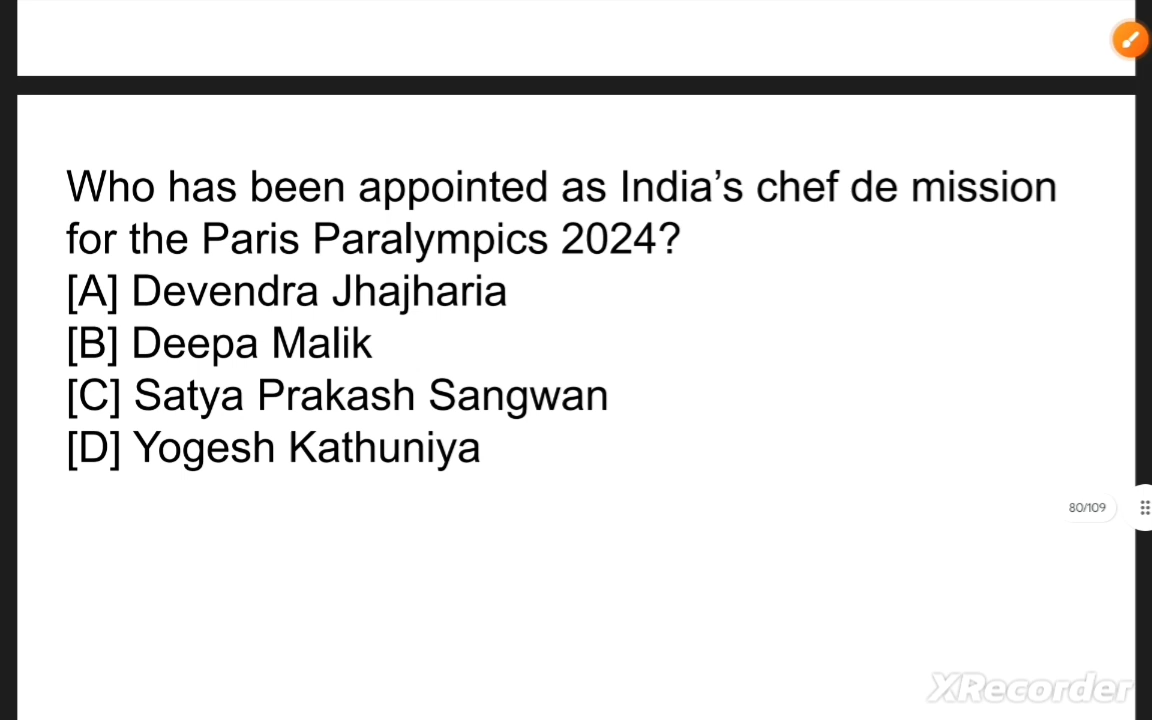 Who has been appointed as India’s chef de mission
for the Paris Paralympics 2024?
[A] Devendra Jhajharia
[B] Deepa Malik
[C] Satya Prakash Sangwan
[D] Yogesh Kathuniya
80/109
XRecorder